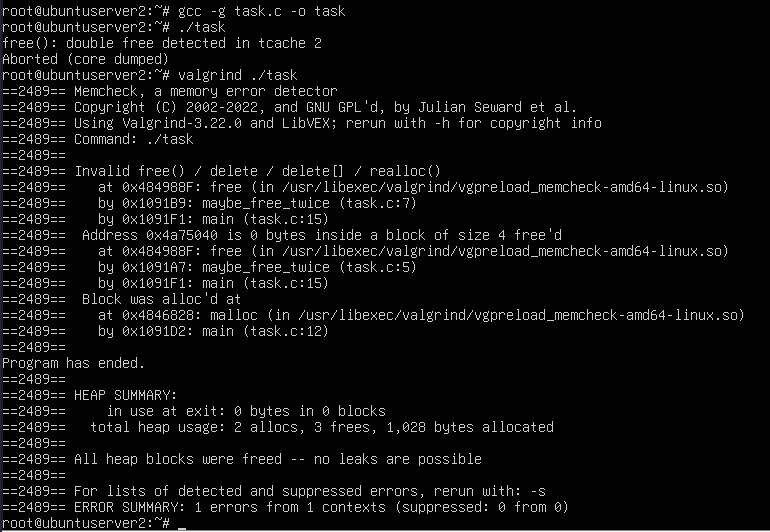 root@ubuntuserver2:~# gcc -g task.c -o task
root@ubuntuserver2:~# ./task
free(): double free detected in tcache 2
Aborted (core dumped)
root@ubuntuserver2:~# valgrind ./task
==2489== Memcheck, a memory error detector
==2489== Copyright (C) 2002-2022, and GNU GPL'd, by Julian Seward et al.
==2489== Using Valgrind-3.22.0 and LibVEX; rerun with -h for copyright info
==2489== Command: ./task
==2489==
==2489== Invalid free() / delete / delete[] / realloc()
==2489==    at 0x484988F: free (in /usr/libexec/valgrind/vgpreload_memcheck-amd64-linux.so)
==2489==    by 0x1091B9: maybe_free_twice (task.c:7)
==2489==    by 0x1091F1: main (task.c:15)
==2489==  Address 0x4a75040 is 0 bytes inside a block of size 4 free'd
==2489==    at 0x484988F: free (in /usr/libexec/valgrind/vgpreload_memcheck-amd64-linux.so)
==2489==    by 0x1091A7: maybe_free_twice (task.c:5)
==2489==    by 0x1091F1: main (task.c:15)
==2489==  Block was alloc'd at
==2489==    at 0x4846828: malloc (in /usr/libexec/valgrind/vgpreload_memcheck-amd64-linux.so)
==2489==    by 0x1091D2: main (task.c:12)
==2489==
Program has ended.
==2489==
==2489== HEAP SUMMARY:
==2489==     in use at exit: 0 bytes in 0 blocks
==2489==   total heap usage: 2 allocs, 3 frees, 1,028 bytes allocated
==2489==
==2489== All heap blocks were freed -- no leaks are possible
==2489==
==2489== For lists of detected and suppressed errors, rerun with: -s
==2489== ERROR SUMMARY: 1 errors from 1 contexts (suppressed: 0 from 0)
root@ubuntuserver2:~# _